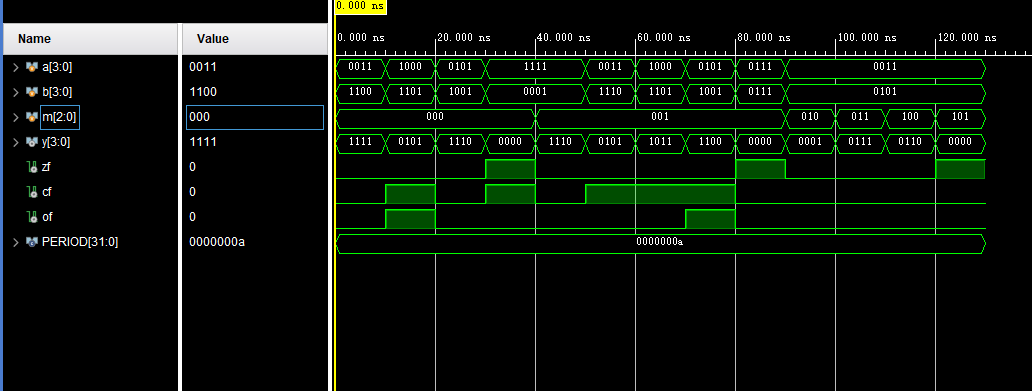 0.000 ns
Name Value
0.000 ns 20.000 ns 40.000 ns 60.000 ns 80.000 ns 100.000 ns 120.000 ns
a[3:0] 0011 0011 1000 0101 1111 0011 1000 0101 0111 0011
b[3:0] 1100 1100 1101 1001 0001 1110 1101 1001 0111 0101
m[2:0] 000 000 001 010 011 100 101
y[3:0] 1111 1111 0101 1110 0000 1110 0101 1011 1100 0000 0001 0111 0110 0000
zf 0
cf 0
of 0
PERIOD[31:0] 0000000a 0000000a